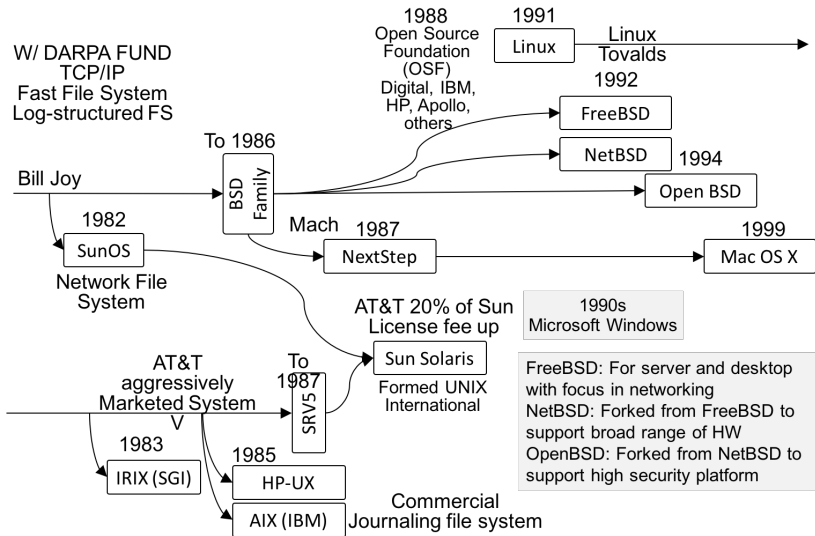 1988
Open Source
Foundation
(OSF)
Digital, IBM,
HP, Apollo,
others
1991
Linux
Linux
Tovalds
W/ DARPA FUND
TCP/IP
Fast File System
Log-structured FS
1992
FreeBSD
NetBSD
1994
Open BSD
To 1986
BSD
Family
Bill Joy
1982
SunOS
Network File
System
Mach
1987
NextStep
1999
Mac OS X
AT&T 20% of Sun
License fee up
Sun Solaris
Formed UNIX
International
1990s
Microsoft Windows
AT&T
aggressively
Marketed System
V
To
1987
SRV5
1983
IRIX (SGI)
1985
HP-UX
AIX (IBM)
Commercial
Journaling file system
FreeBSD: For server and desktop
with focus in networking
NetBSD: Forked from FreeBSD to
support broad range of HW
OpenBSD: Forked from NetBSD to
support high security platform